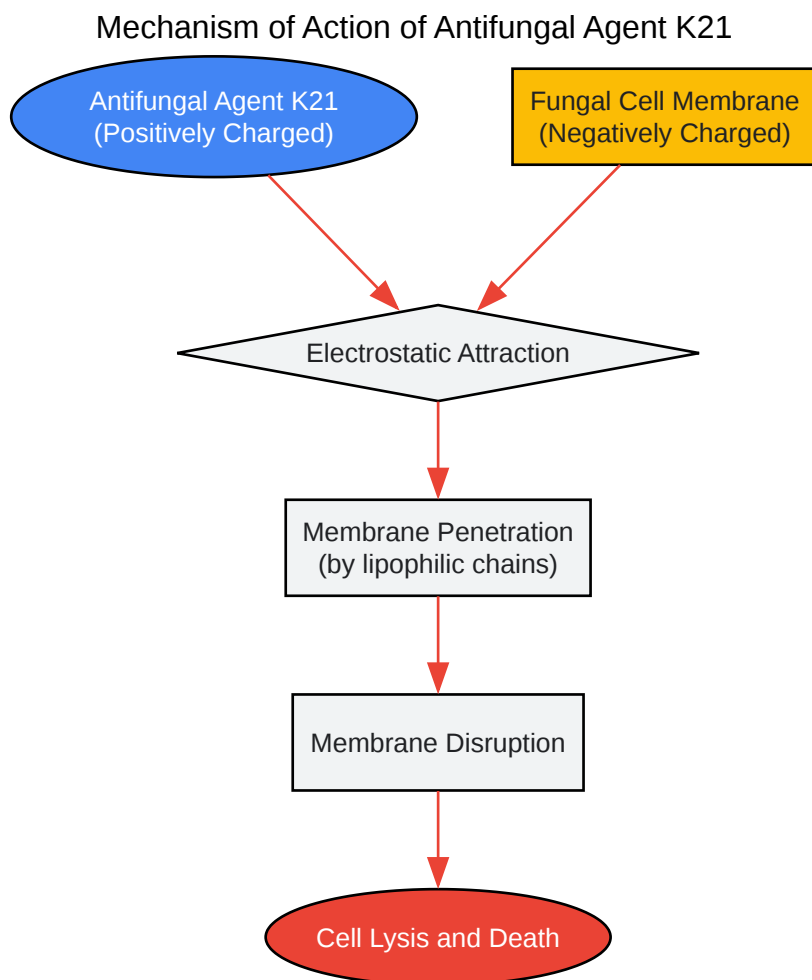 Mechanism of Action of Antifungal Agent K21
Antifungal Agent K21
(Positively Charged)
Fungal Cell Membrane
(Negatively Charged)
Electrostatic Attraction
Membrane Penetration
(by lipophilic chains)
Membrane Disruption
Cell Lysis and Death